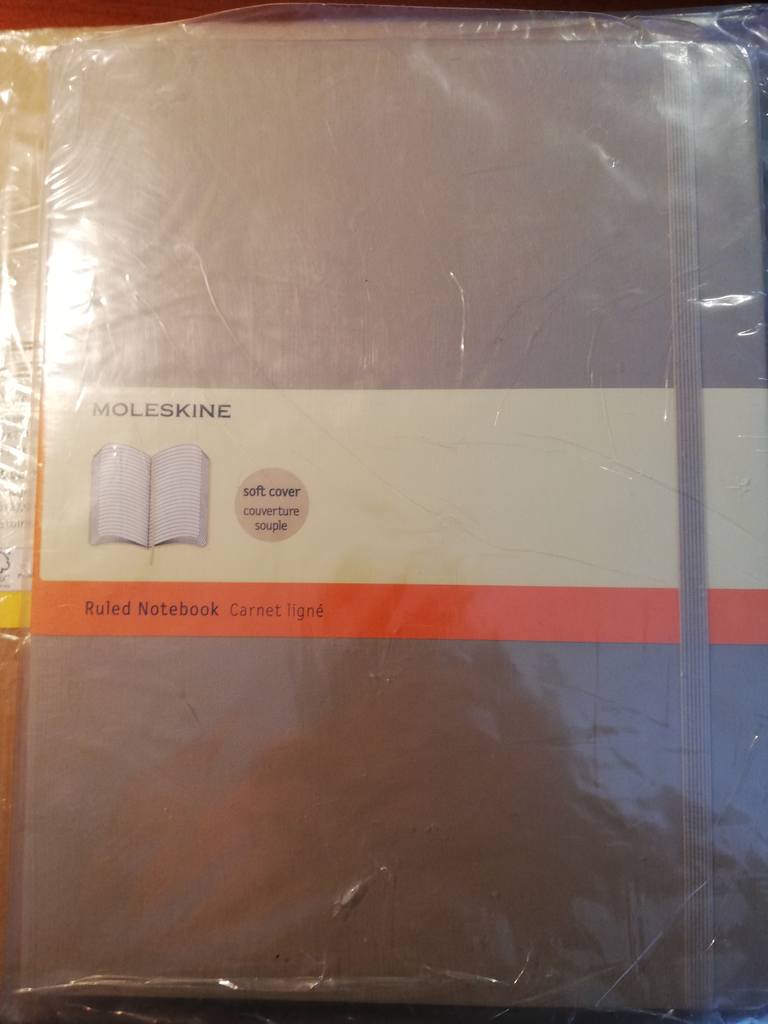 MOLESKINE
soft cover
couverture
souple
Ruled Notebook Carnet ligné